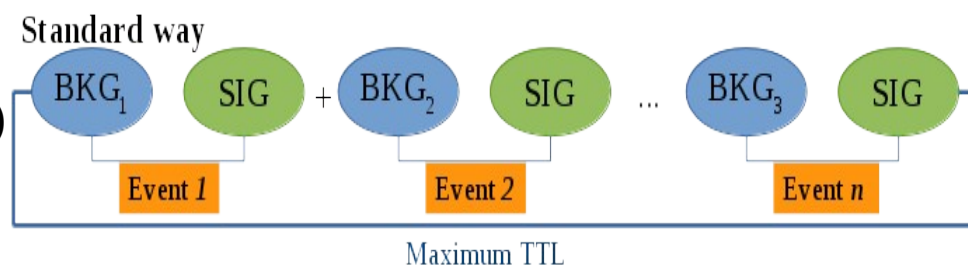 Standard way
BKG1 SIG + BKG2 SIG ... BKG3 SIG
)
Event 1 Event 2 Event n
Maximum TTL